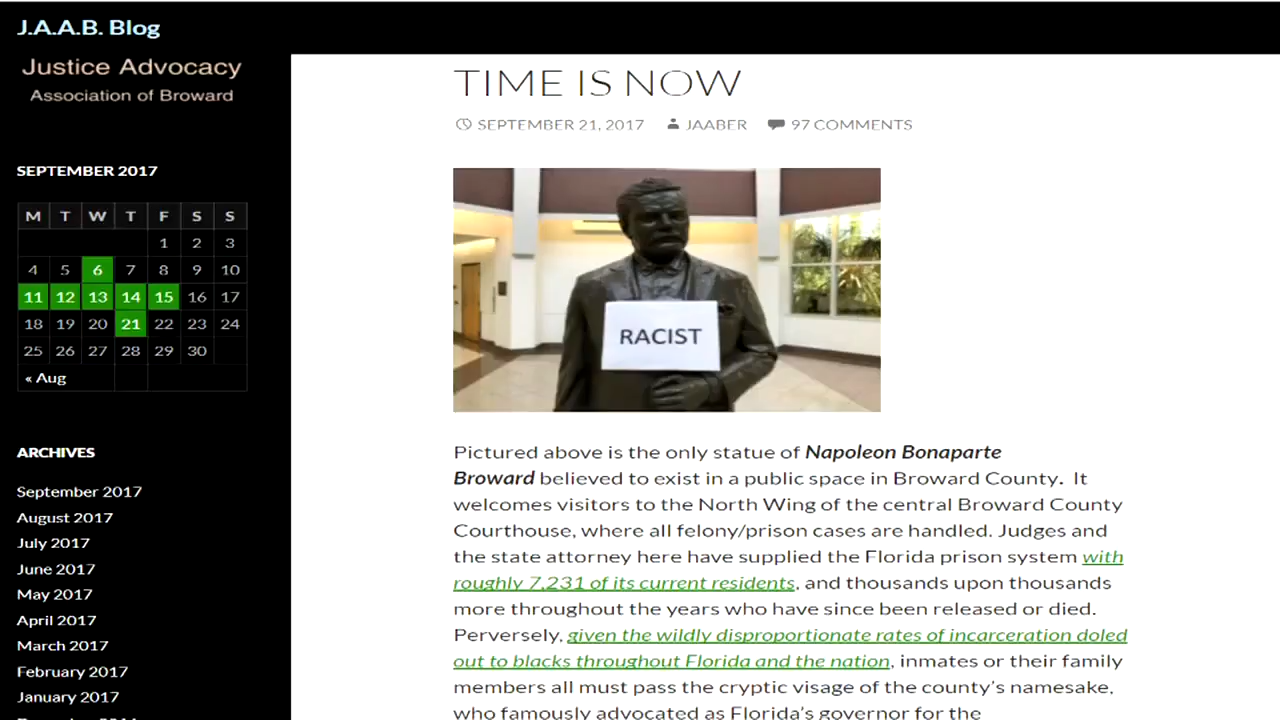 J.A.A.B. Blog
Justice Advocacy
Association of Broward
SEPTEMBER 2017
M T W T F S S
1 2 3
4 5 6 7 8 9 10
11 12 13 14 15 16 17
18 19 20 21 22 23 24
25 26 27 28 29 30
« Aug
ARCHIVES
September 2017
August 2017
July 2017
June 2017
May 2017
April 2017
March 2017
February 2017
January 2017
TIME IS NOW
SEPTEMBER 21, 2017 JAABER 97 COMMENTS
RACIST
Pictured above is the only statue of Napoleon Bonaparte
Broward believed to exist in a public space in Broward County. It
welcomes visitors to the North Wing of the central Broward County
Courthouse, where all felony/prison cases are handled. Judges and
the state attorney here have supplied the Florida prison system with
roughly 7,231 of its current residents, and thousands upon thousands
more throughout the years who have since been released or died.
Perversely, given the wildly disproportionate rates of incarceration doled
out to blacks throughout Florida and the nation, inmates or their family
members all must pass the cryptic visage of the county's namesake,
who famously advocated as Florida's governor for the